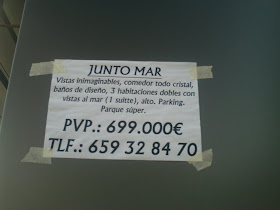 JUNTO MAR
Vistas inimaginables, comedor todo cristal,
baños de diseño, 3 habitaciones dobles con
vistas al mar (1 suitte), alto. Parking.
Parque súper.
PVP.: 699.000€
TLF.: 659 32 84 70